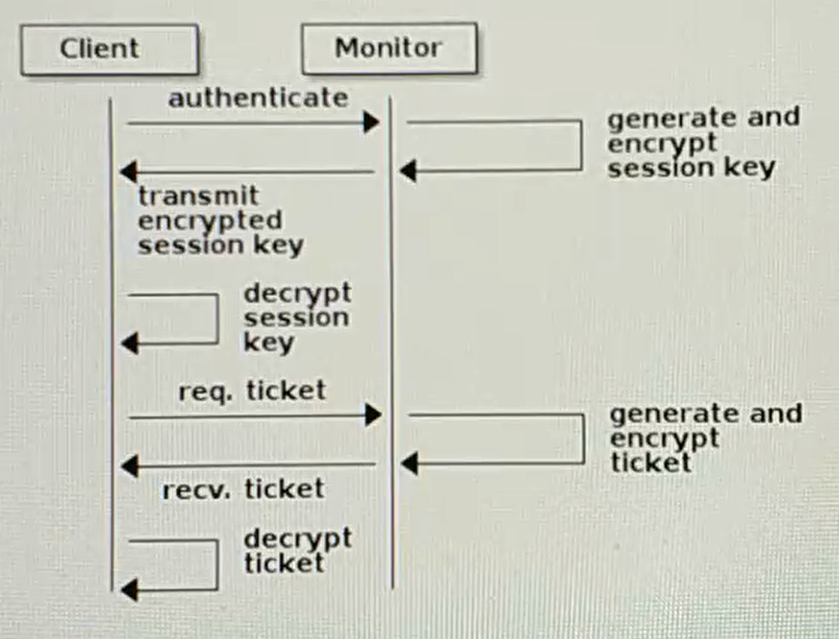 Client
Monitor
authenticate
generate and
encrypt
session key
transmit
encrypted
session key
decrypt
session
key
req. ticket
generate and
encrypt
ticket
recv. ticket
decrypt
ticket